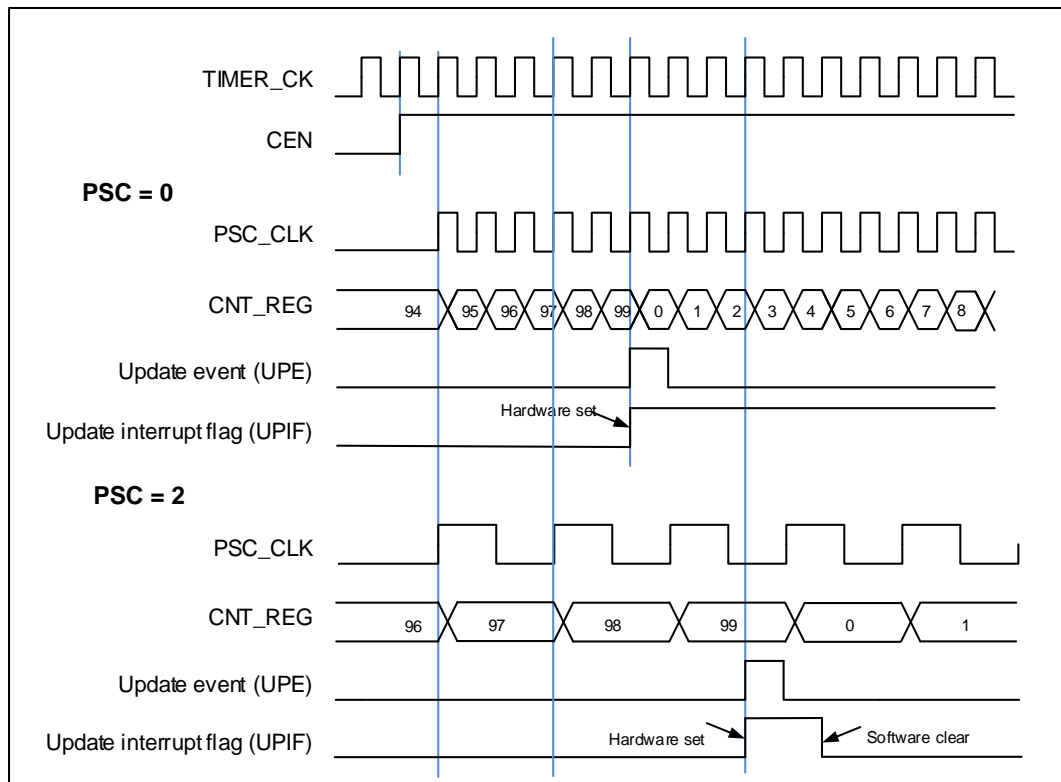 TIMER_CK
CEN
PSC = 0
PSC_CLK
CNT_REG 94 95 96 97 98 99 0 1 2 3 4 5 6 7 8
Update event (UPE)
Hardware set
Update interrupt flag (UPIF)
PSC = 2
PSC_CLK
CNT_REG 96 97 98 99 0 1
Update event (UPE)
Update interrupt flag (UPIF) Hardware set Software clear